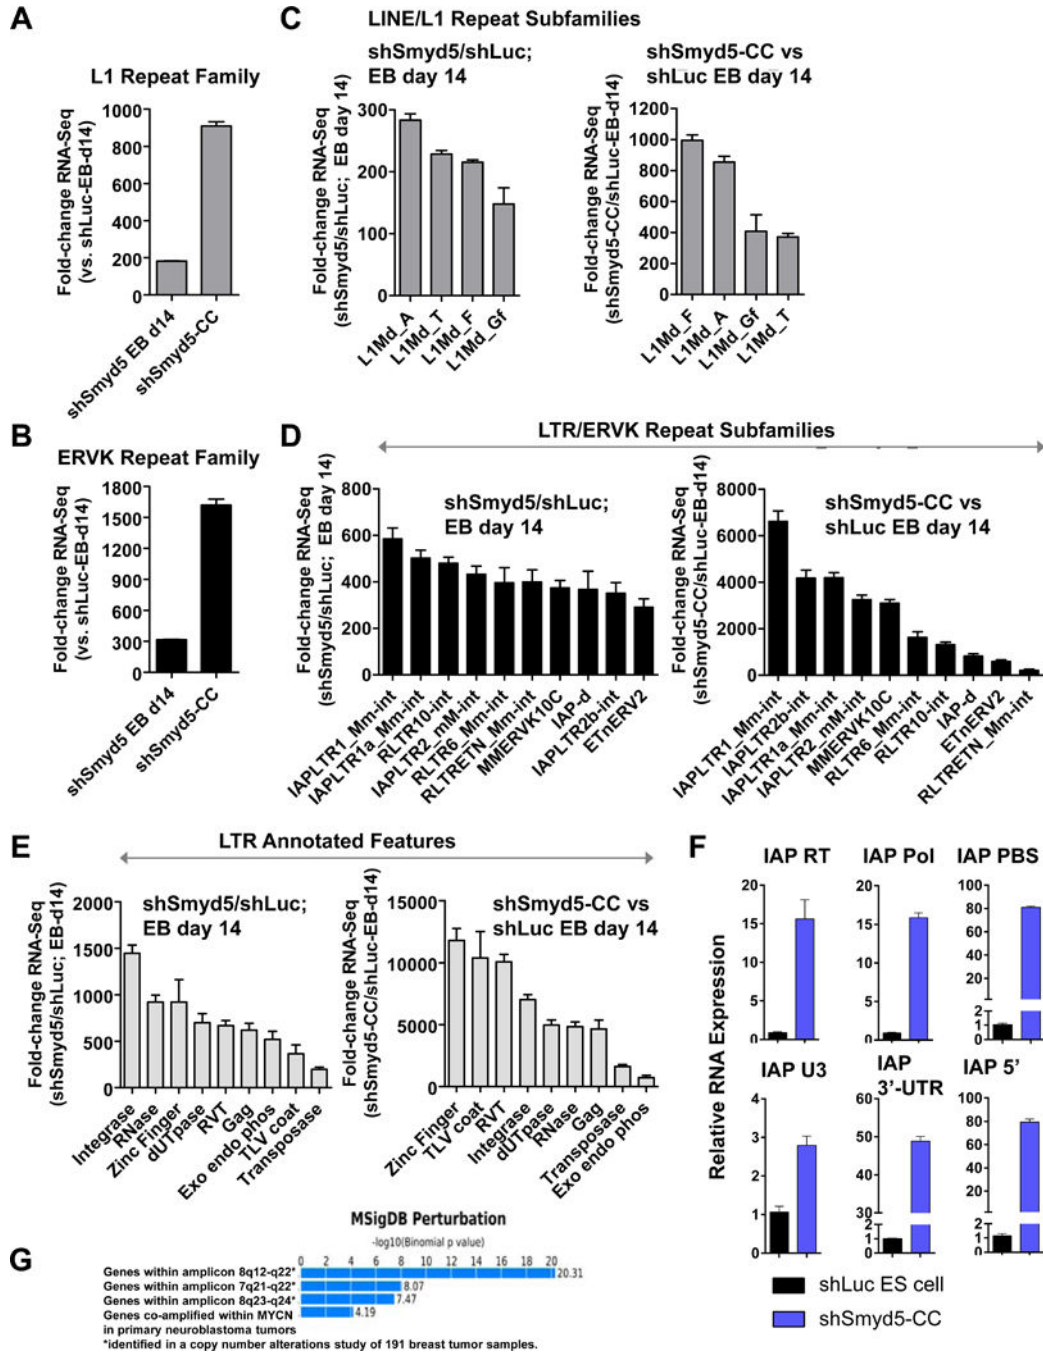 A
L1 Repeat Family
Fold-change RNA-Seq
(vs. shLuc-EB-d14)
1000
800
600
400
200
0
shSmyd5 EB d14
shSmyd5-CC
C
LINE/L1 Repeat Subfamilies
shSmyd5/shLuc;
EB day 14
Fold-change RNA-Seq
(shSmyd5/shLuc; EB day 14)
300
200
100
0
L1Md_A
L1Md_T
L1Md_F
L1Md_Gf
shSmyd5-CC vs
shLuc EB day 14
Fold-change RNA-Seq
(shSmyd5-CC/shLuc-EB-d14)
1200
1000
800
600
400
200
0
L1Md_F
L1Md_A
L1Md_Gf
L1Md_T
B
ERVK Repeat Family
Fold-change RNA-Seq
(vs. shLuc-EB-d14)
1800
1500
1200
900
600
300
0
shSmyd5 EB d14
shSmyd5-CC
D
LTR/ERVK Repeat Subfamilies
shSmyd5/shLuc;
EB day 14
Fold-change RNA-Seq
(shSmyd5/shLuc; EB day 14)
800
600
400
200
0
IAPLTR1_Mm-int
IAPLTR1a_Mm-int
RLTR10-int
IAPLTR2_mM-int
RLTR6_Mm-int
RLTRETN_Mm-int
MMERVK10C
IAP-d
IAPLTR2b-int
ETnERV2
shSmyd5-CC vs
shLuc EB day 14
Fold-change RNA-Seq
(shSmyd5-CC/shLuc-EB-d14)
8000
6000
4000
2000
0
IAPLTR1_Mm-int
IAPLTR2b-int
IAPLTR1a_Mm-int
IAPLTR2_mM-int
MMERVK10C
RLTR6_Mm-int
RLTR10-int
IAP-d
ETnERV2
RLTRETN_Mm-int
E
LTR Annotated Features
shSmyd5/shLuc;
EB day 14
Fold-change RNA-Seq
(shSmyd5/shLuc; EB-d14)
2000
1500
1000
500
0
Integrase
RNase
Zinc Finger
dUTpase
RVT
Gag
Exo endo phos
TLV coat
Transposase
shSmyd5-CC vs
shLuc EB day 14
Fold-change RNA-Seq
(shSmyd5-CC/shLuc-EB-d14)
15000
10000
5000
0
Zinc Finger
TLV coat
RVT
Integrase
dUTpase
RNase
Gag
Transposase
Exo endo phos
F
Relative RNA Expression
IAP RT
20
15
10
5
0
IAP Pol
20
15
10
5
0
IAP PBS
100
80
60
40
20
2
1
0
IAP U3
4
3
2
1
0
IAP
3’-UTR
60
50
40
30
2
1
0
IAP 5’
100
80
60
40
20
2
1
0
shLuc ES cell
shSmyd5-CC
G
MSigDB Perturbation
-log10(Binomial p value)
0 2 4 6 8 10 12 14 16 18 20
Genes within amplicon 8q12-q22* 20.31
Genes within amplicon 7q21-q22* 8.07
Genes within amplicon 8q23-q24* 7.47
Genes co-amplified within MYCN 4.19
in primary neuroblastoma tumors
*identified in a copy number alterations study of 191 breast tumor samples.